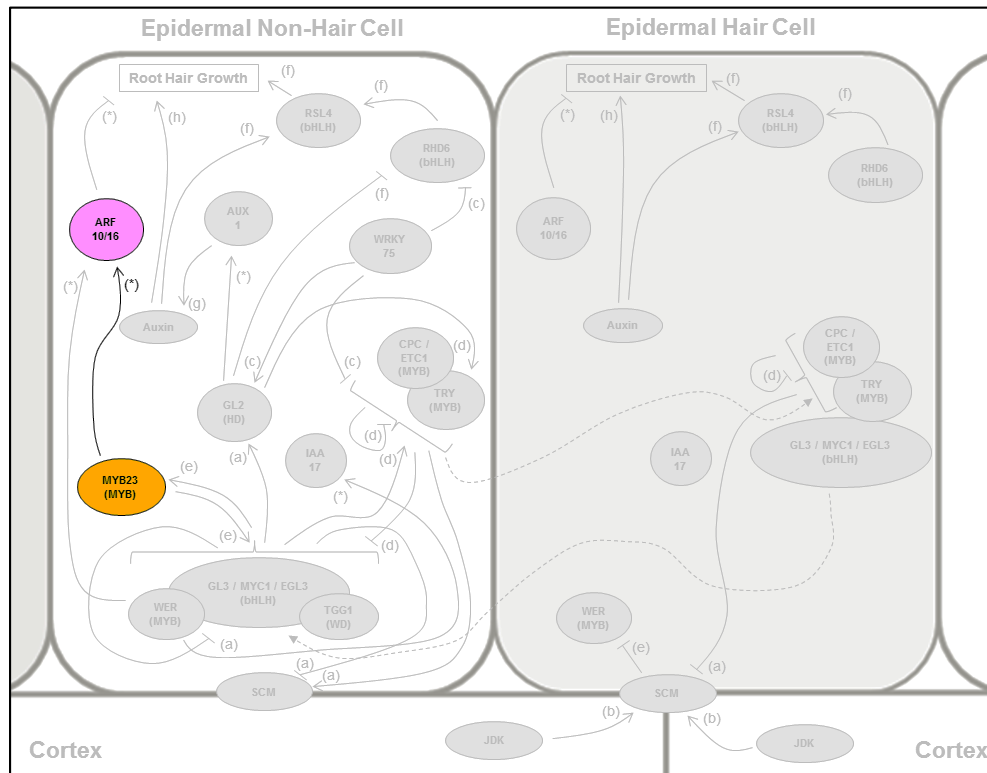 Epidermal Non-Hair Cell
Root Hair Growth
(f)
(*)
(h)
(f)
RSL4
(bHLH)
(f)
RHD6
(bHLH)
(f)
(c)
ARF
10/16
AUX
1
WRKY
75
(*)
(*)
(*)
(g)
Auxin
(c)
(c)
(d)
CPC /
ETC1
(MYB)
TRY
(MYB)
GL2
(HD)
(d)
(a)
(d)
IAA
17
(*)
MYB23
(MYB)
(e)
(e)
(d)
GL3 / MYC1 / EGL3
(bHLH)
WER
(MYB)
TGG1
(WD)
(a)
(a)
(a)
SCM
Epidermal Hair Cell
Root Hair Growth
(f)
(*)
(h)
(f)
RSL4
(bHLH)
(f)
RHD6
(bHLH)
ARF
10/16
Auxin
CPC /
ETC1
(MYB)
(d)
TRY
(MYB)
GL3 / MYC1 / EGL3
(bHLH)
IAA
17
WER
(MYB)
(e)
(a)
SCM
(b)
(b)
JDK
JDK
Cortex
Cortex